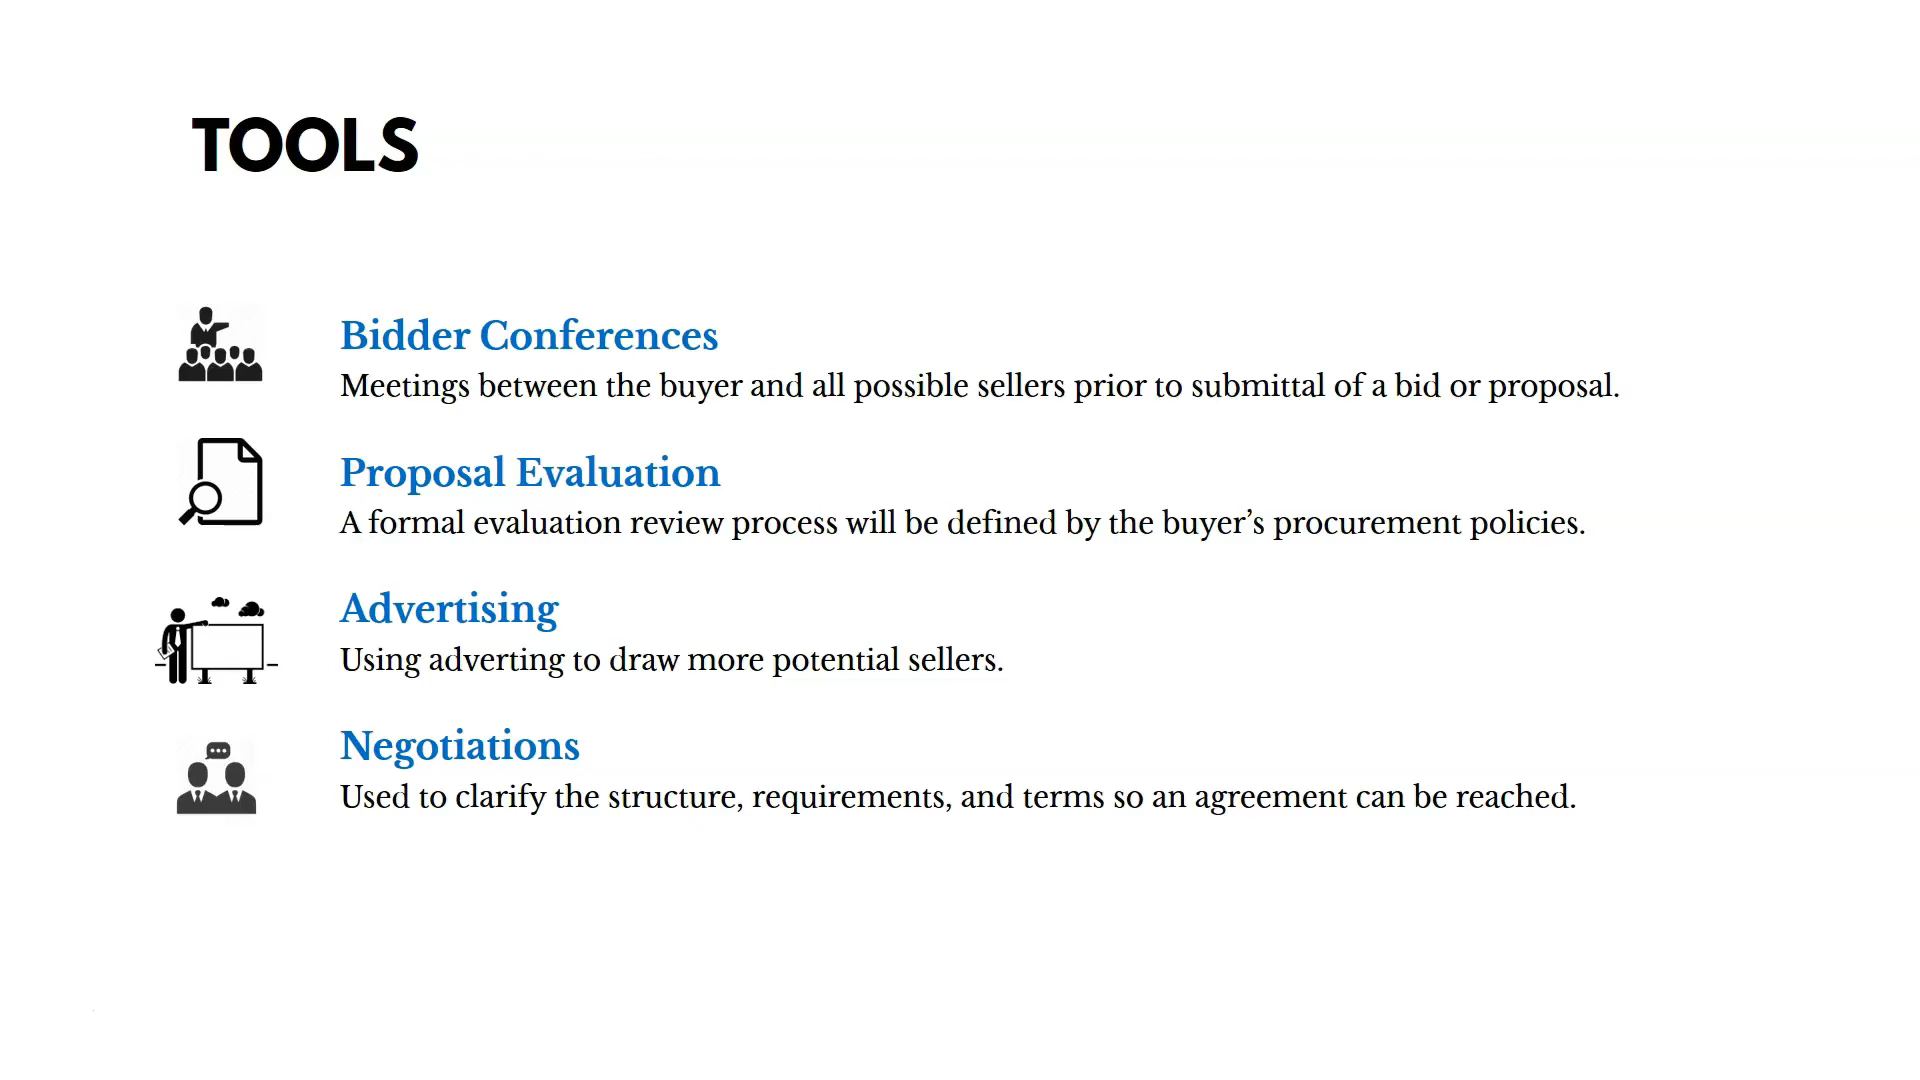 TOOLS
Bidder Conferences
Meetings between the buyer and all possible sellers prior to submittal of a bid or proposal.
Proposal Evaluation
A formal evaluation review process will be defined by the buyer’s procurement policies.
Advertising
Using adverting to draw more potential sellers.
Negotiations
Used to clarify the structure, requirements, and terms so an agreement can be reached.